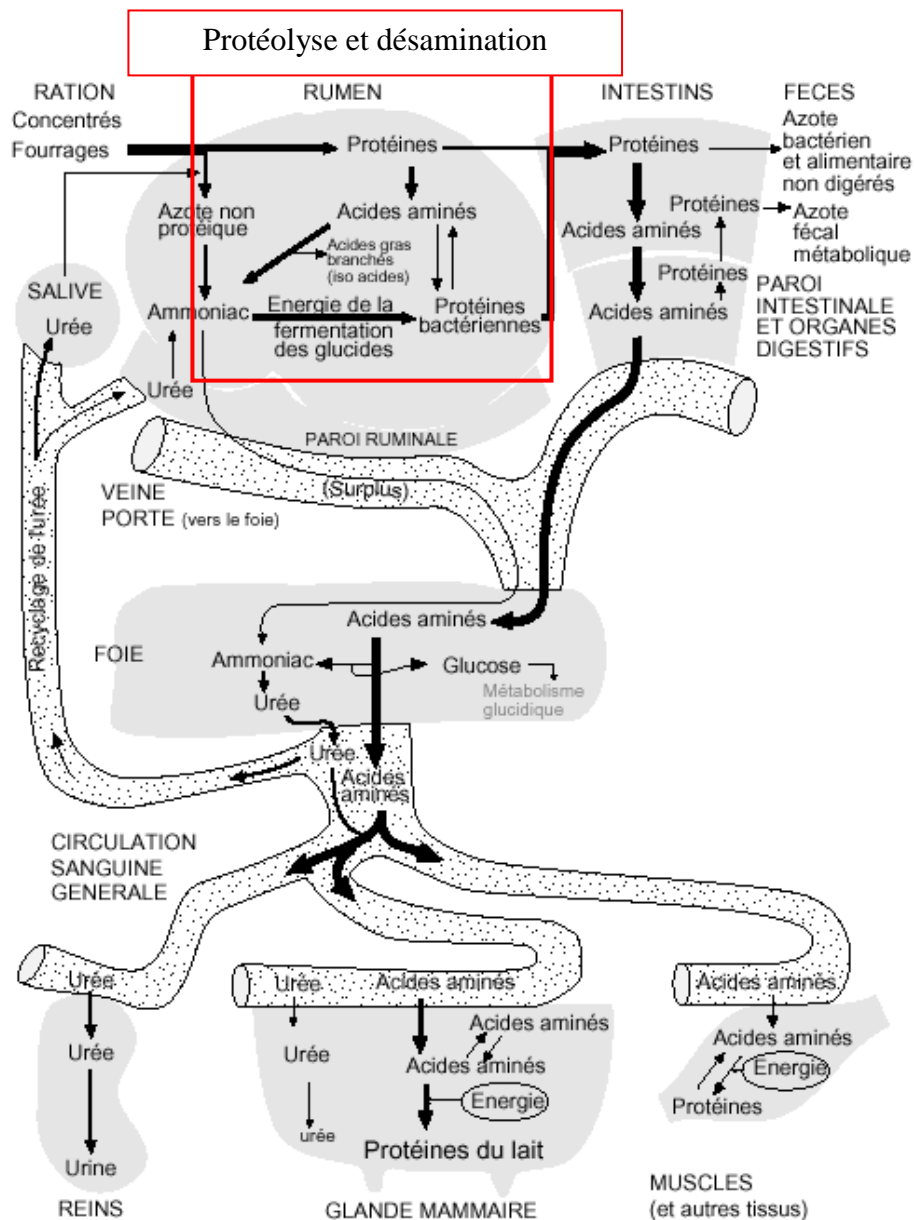 Protéolyse et désamination
RATION
Concentrés
Fourrages
RUMEN
INTESTINS
FECES
Azote
bactérien
et alimentaire
non digérés
Protéines
Protéines
Azote non
protéique
Acides aminés
Acides gras
branchés
(iso acides)
Acides aminés
Protéines
Azote
fécal
métabolique
Protéines
SALIVE
Urée
Ammoniac
Energie de la
fermentation
des glucides
Protéines
bactériennes
Acides aminés
PAROI
INTESTINALE
ET ORGANES
DIGESTIFS
Urée
PAROI RUMINALE
VEINE
PORTE (vers le foie)
(Surplus)
Recyclage de l'urée
FOIE
Acides aminés
Ammoniac
Glucose
Urée
Métabolisme
glucidique
Urée
Acides
aminés
CIRCULATION
SANGUINE
GENERALE
Urée
Urée
Acides aminés
Acides aminés
Urée
Urine
REINS
Urée
urée
Acides aminés
Acides aminés
Energie
Protéines du lait
GLANDE MAMMAIRE
Acides aminés
Energie
Protéines
MUSCLES
(et autres tissus)